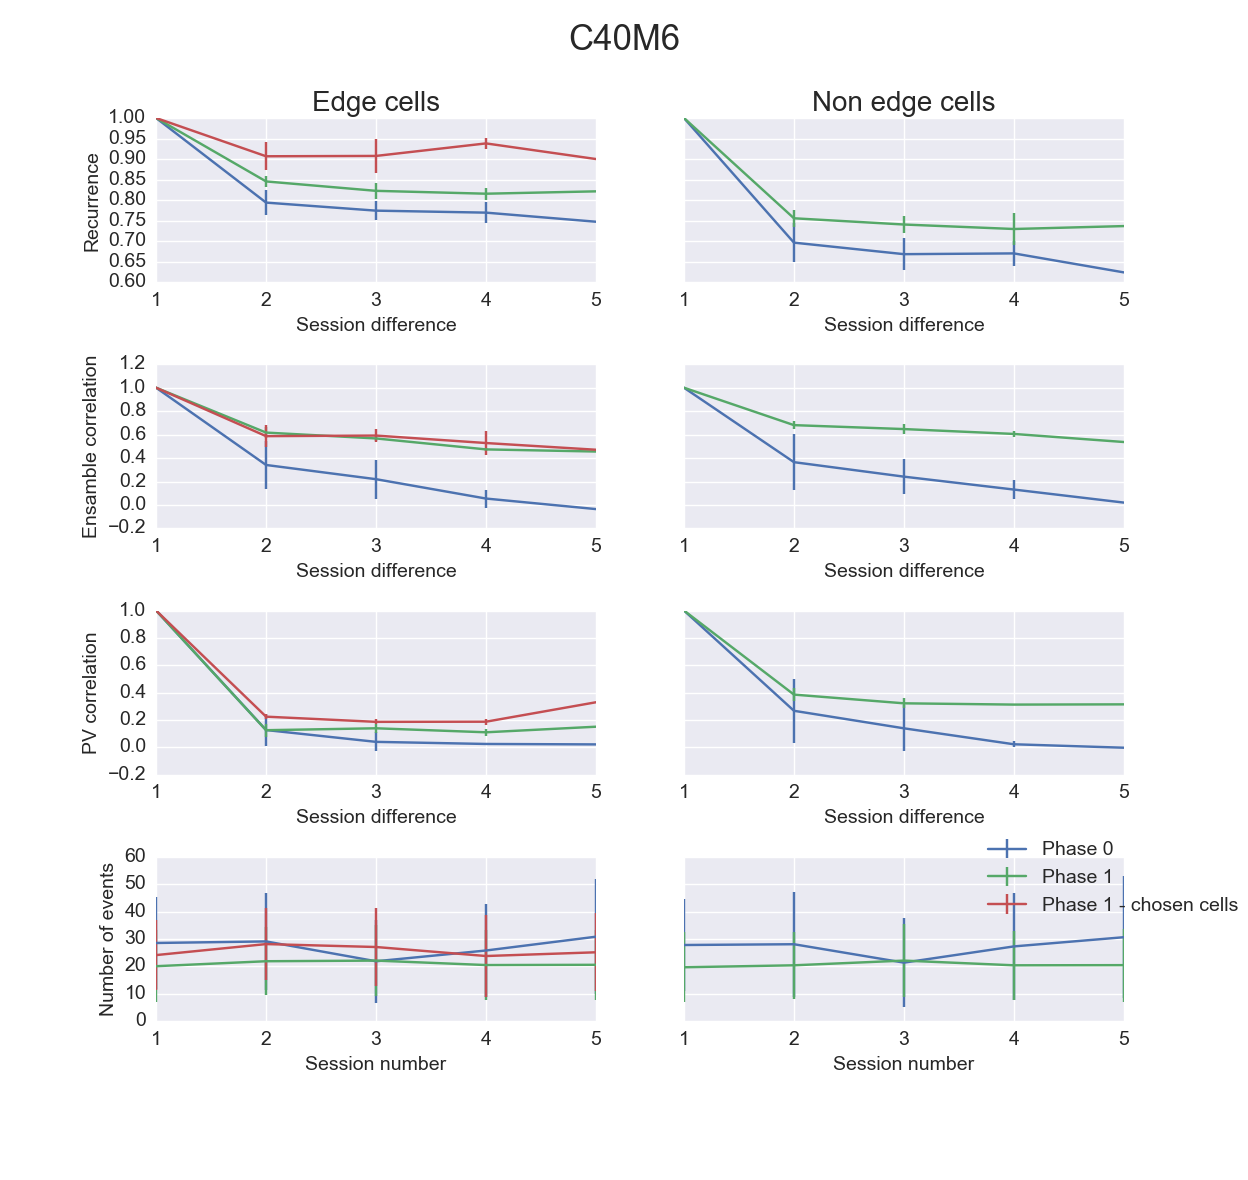 C40M6
Edge cells
Non edge cells
1.00
0.95
0.90
0.85
0.80
0.75
0.70
0.65
0.60
Recurrence
1 2 3 4 5
Session difference
1 2 3 4 5
Session difference
1.2
1.0
0.8
0.6
0.4
0.2
0.0
−0.2
Ensamble correlation
1 2 3 4 5
Session difference
1 2 3 4 5
Session difference
1.0
0.8
0.6
0.4
0.2
0.0
−0.2
PV correlation
1 2 3 4 5
Session difference
1 2 3 4 5
Session difference
60
50
40
30
20
10
0
Number of events
1 2 3 4 5
Session number
Phase 0
Phase 1
Phase 1 - chosen cells
1 2 3 4 5
Session number